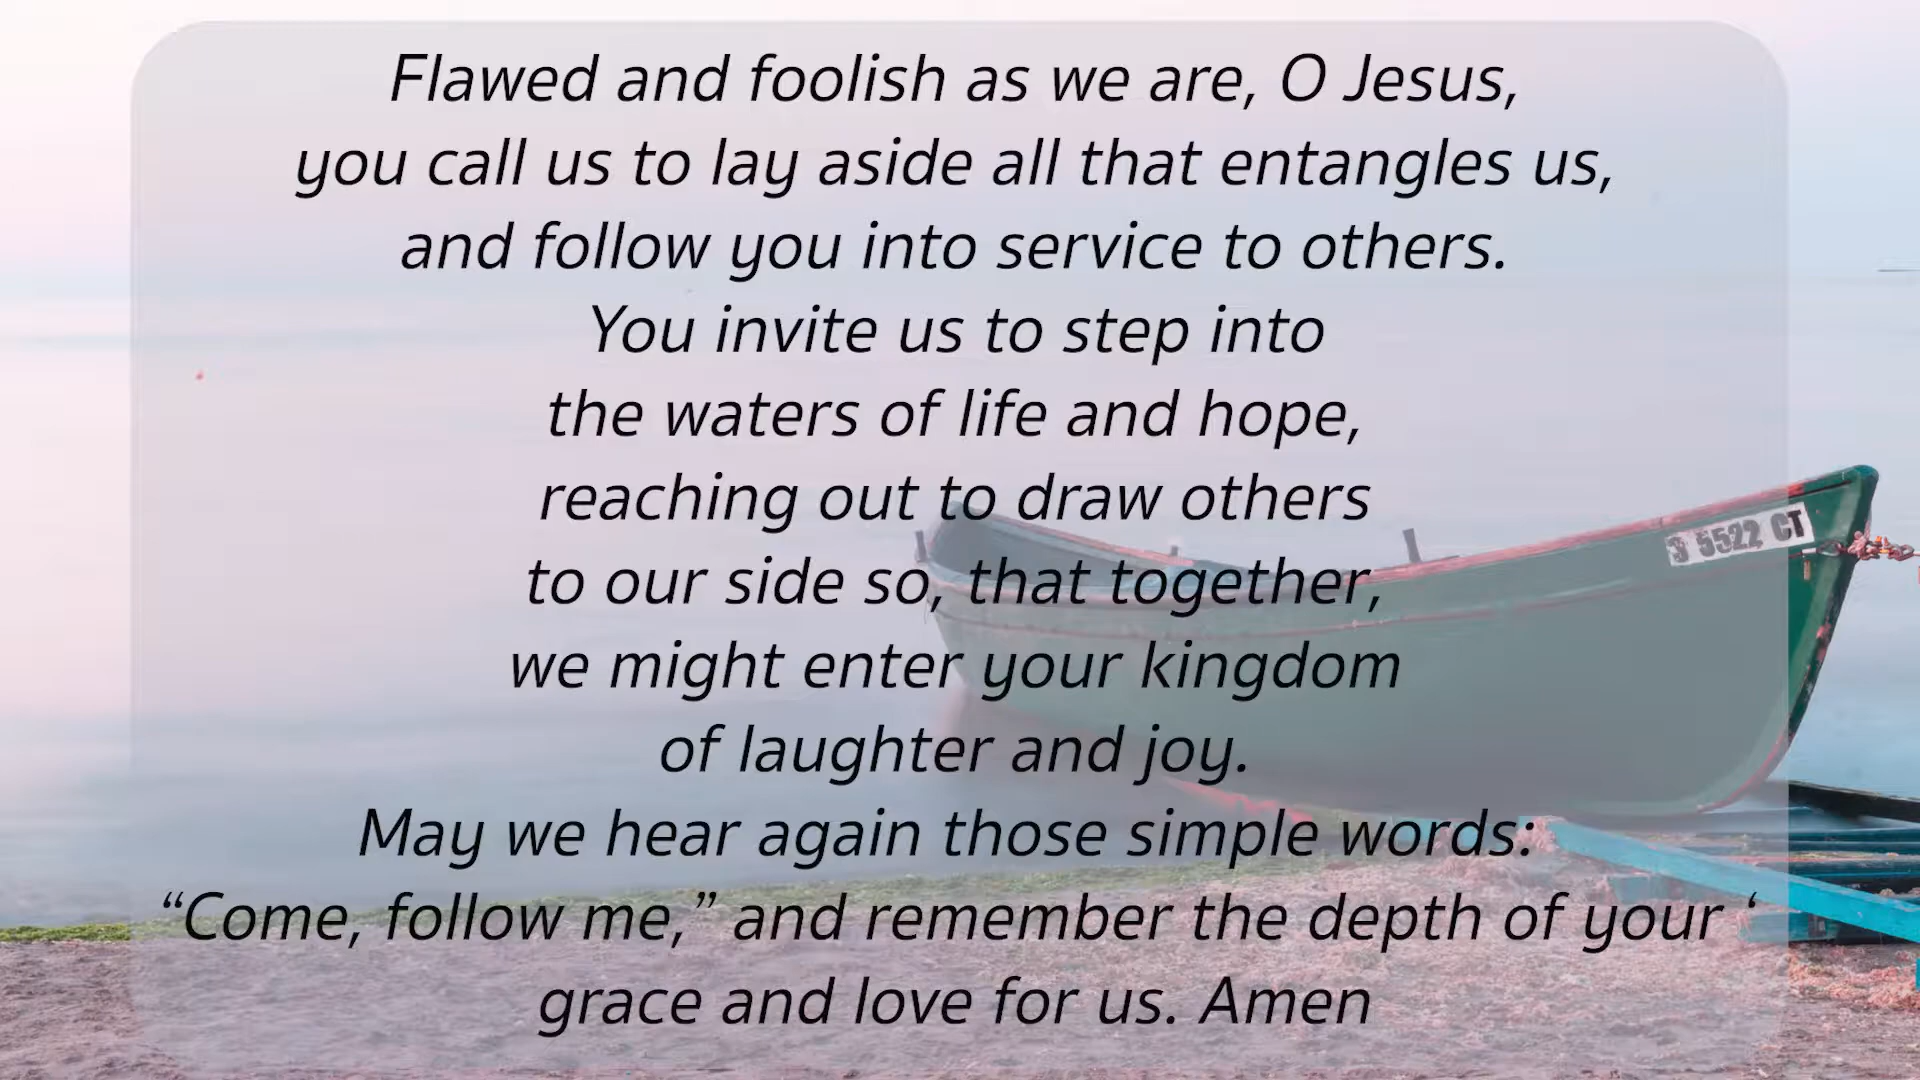 Flawed and foolish as we are, O Jesus,
you call us to lay aside all that entangles us,
and follow you into service to others.
You invite us to step into
the waters of life and hope,
reaching out to draw others
to our side so, that together,
we might enter your kingdom
of laughter and joy.
May we hear again those simple words:
“Come, follow me,” and remember the depth of your ‘
grace and love for us. Amen
3 5522 CT